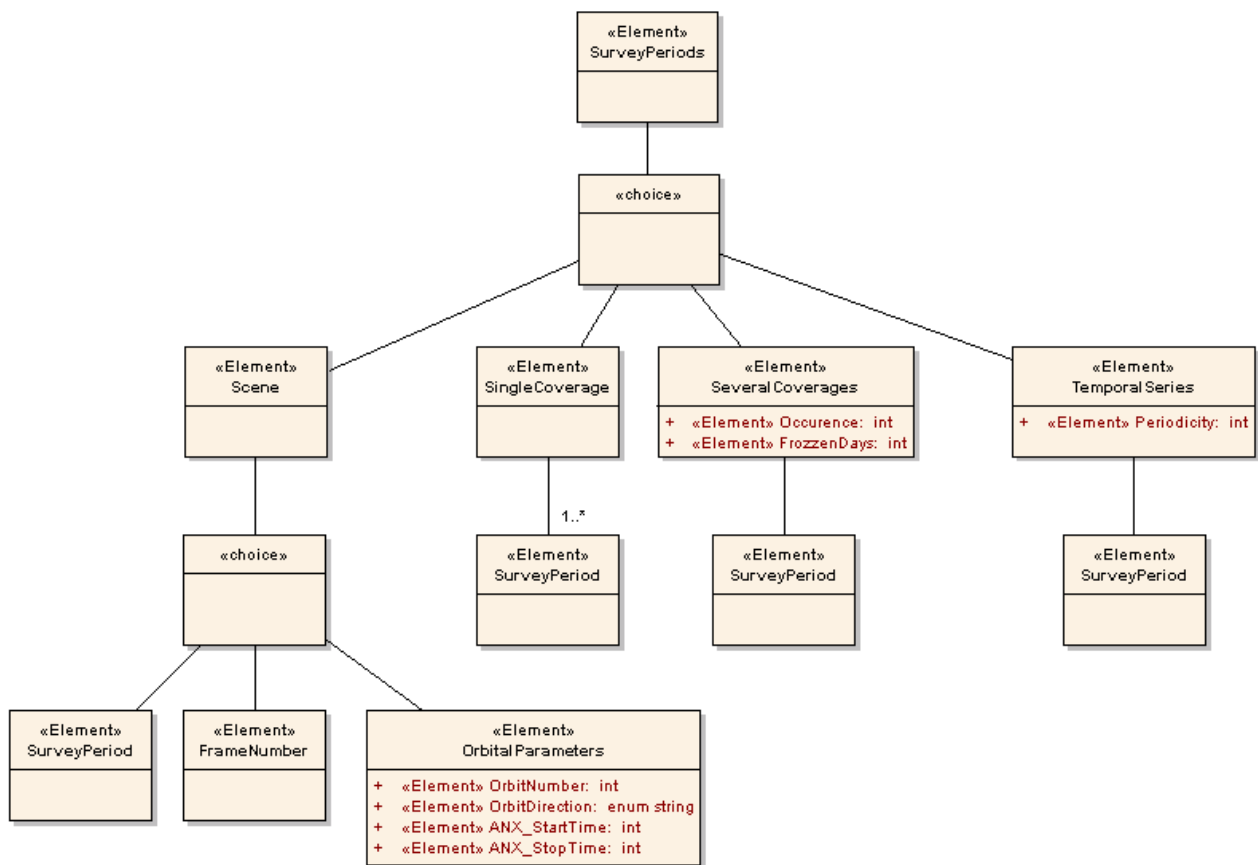 «Element»
SurveyPeriods
«choice»
«Element»
Scene
«Element»
SingleCoverage
«Element»
SeveralCoverages
+ «Element» Occurence: int
+ «Element» FrozzenDays: int
«Element»
TemporalSeries
+ «Element» Periodicity: int
«choice»
1..*
«Element»
SurveyPeriod
«Element»
SurveyPeriod
«Element»
SurveyPeriod
«Element»
SurveyPeriod
«Element»
FrameNumber
«Element»
OrbitalParameters
+ «Element» OrbitNumber: int
+ «Element» OrbitDirection: enum string
+ «Element» ANX_StartTime: int
+ «Element» ANX_StopTime: int